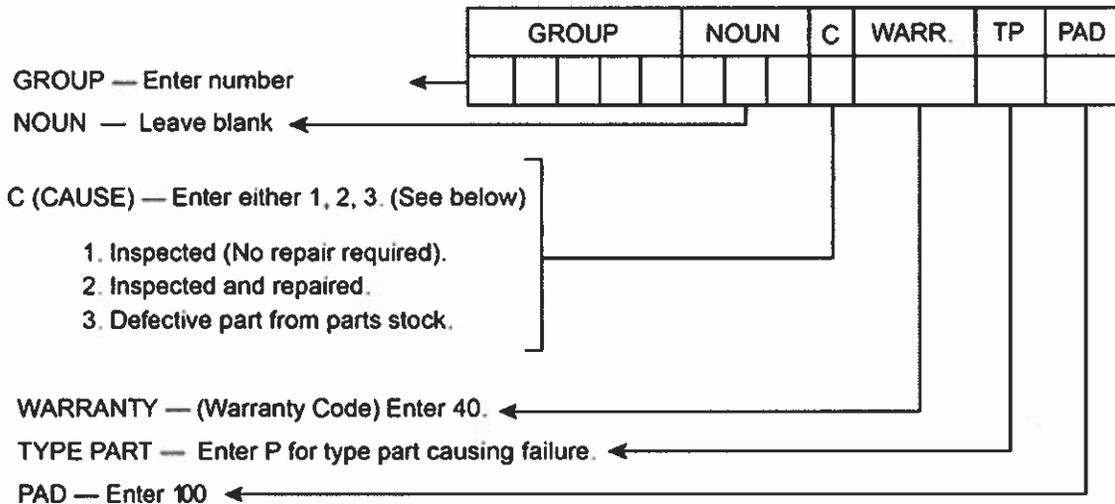 GROUP NOUN C WARR. TP PAD
GROUP — Enter number
NOUN — Leave blank
C (CAUSE) — Enter either 1, 2, 3. (See below)
1. Inspected (No repair required).
2. Inspected and repaired.
3. Defective part from parts stock.
WARRANTY — (Warranty Code) Enter 40.
TYPE PART — Enter P for type part causing failure.
PAD — Enter 100